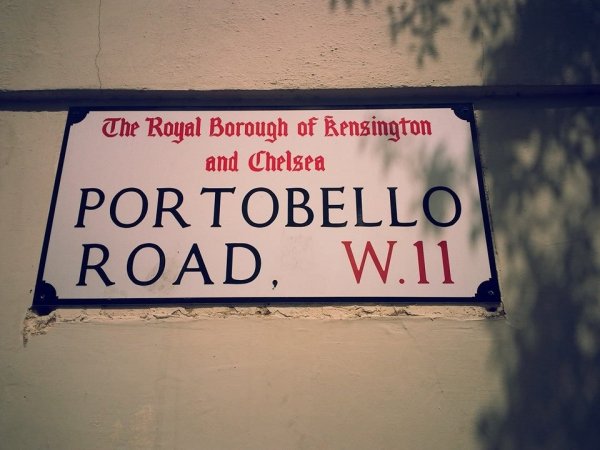 The Royal Borough of Kensington
and Chelsea
PORTOBELLO
ROAD, W.11